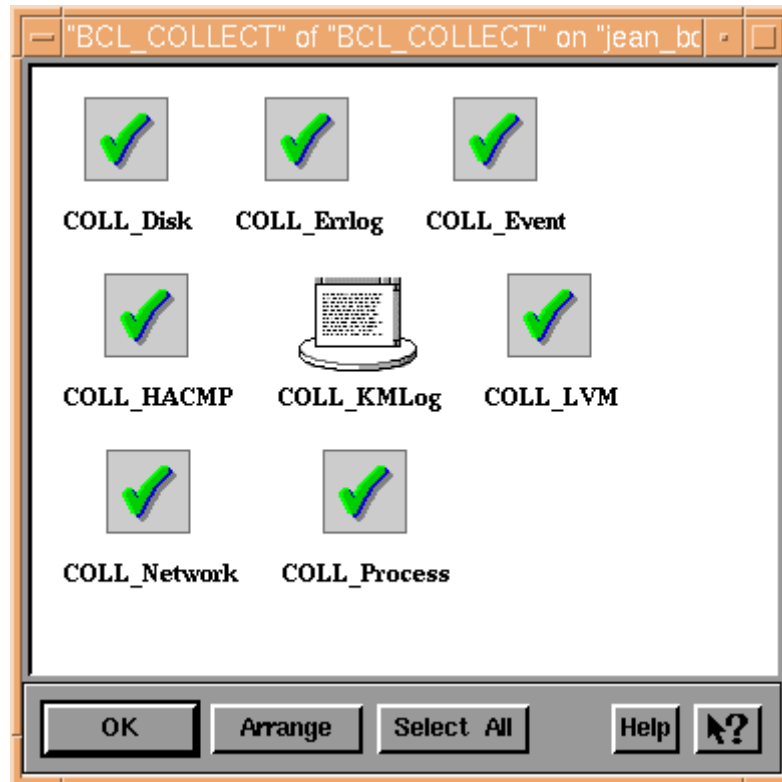 "BCL_COLLECT" of "BCL_COLLECT" on "jean_bc
COLL_Disk COLL_Errlog COLL_Event
COLL_HACMP COLL_KMLog COLL_LVM
COLL_Network COLL_Process
OK Arrange Select All Help ?